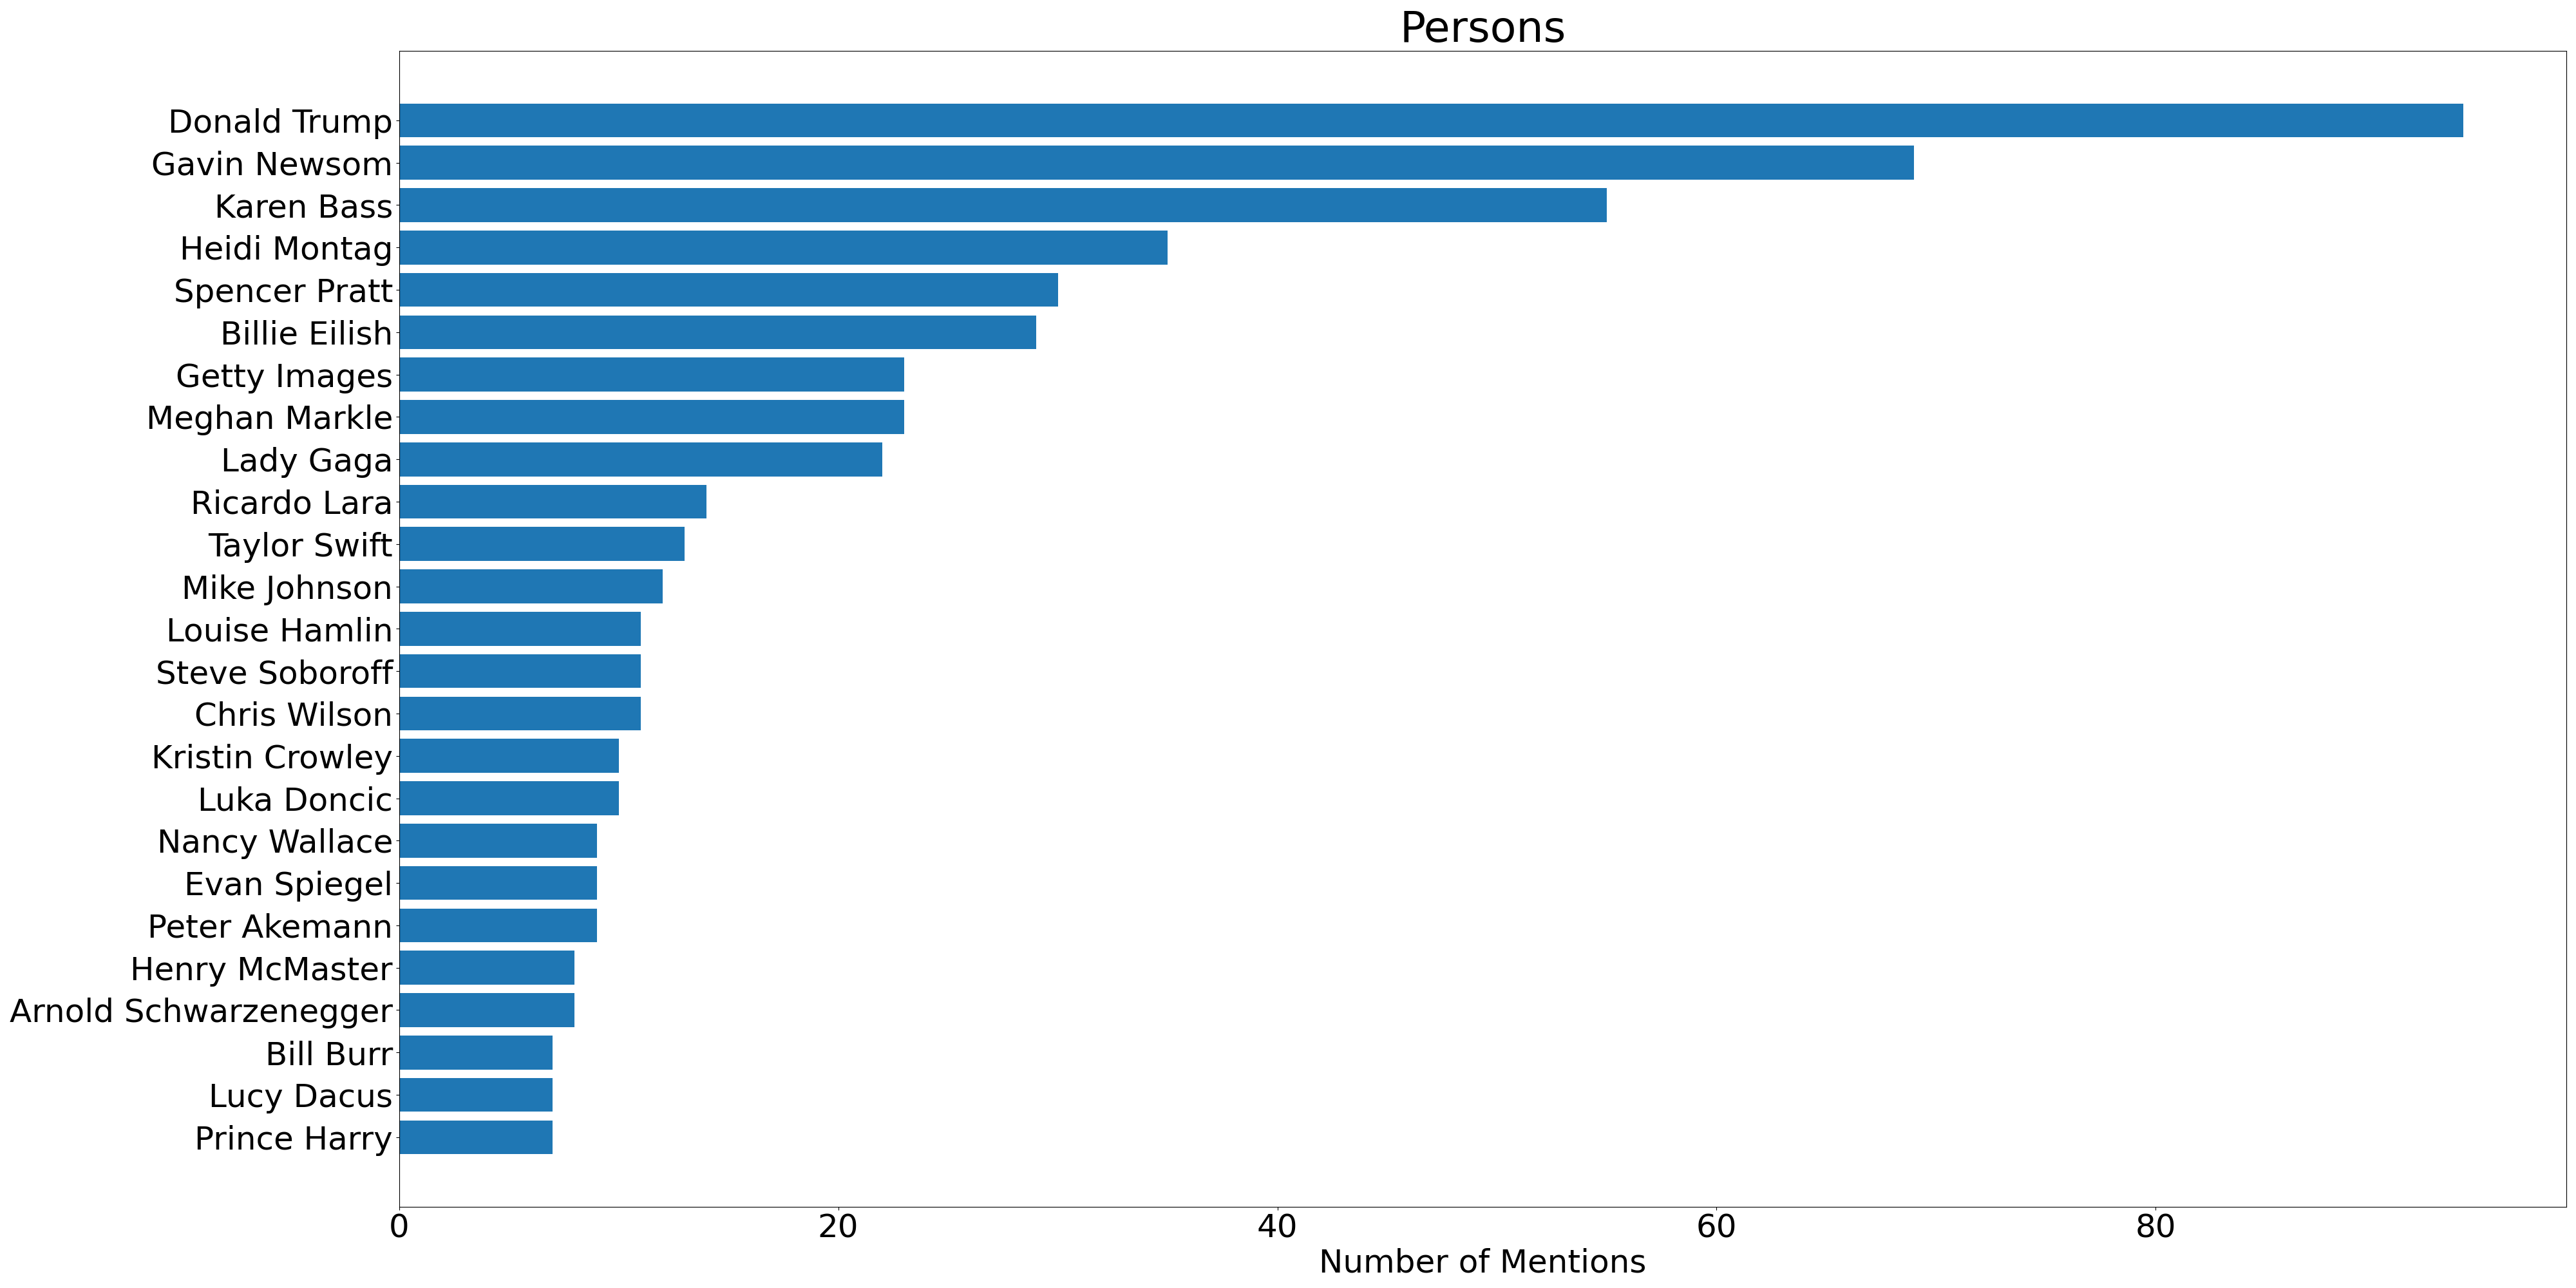 Persons
Donald Trump
Gavin Newsom
Karen Bass
Heidi Montag
Spencer Pratt
Billie Eilish
Getty Images
Meghan Markle
Lady Gaga
Ricardo Lara
Taylor Swift
Mike Johnson
Louise Hamlin
Steve Soboroff
Chris Wilson
Kristin Crowley
Luka Doncic
Nancy Wallace
Evan Spiegel
Peter Akemann
Henry McMaster
Arnold Schwarzenegger
Bill Burr
Lucy Dacus
Prince Harry
0 20 40 60 80
Number of Mentions